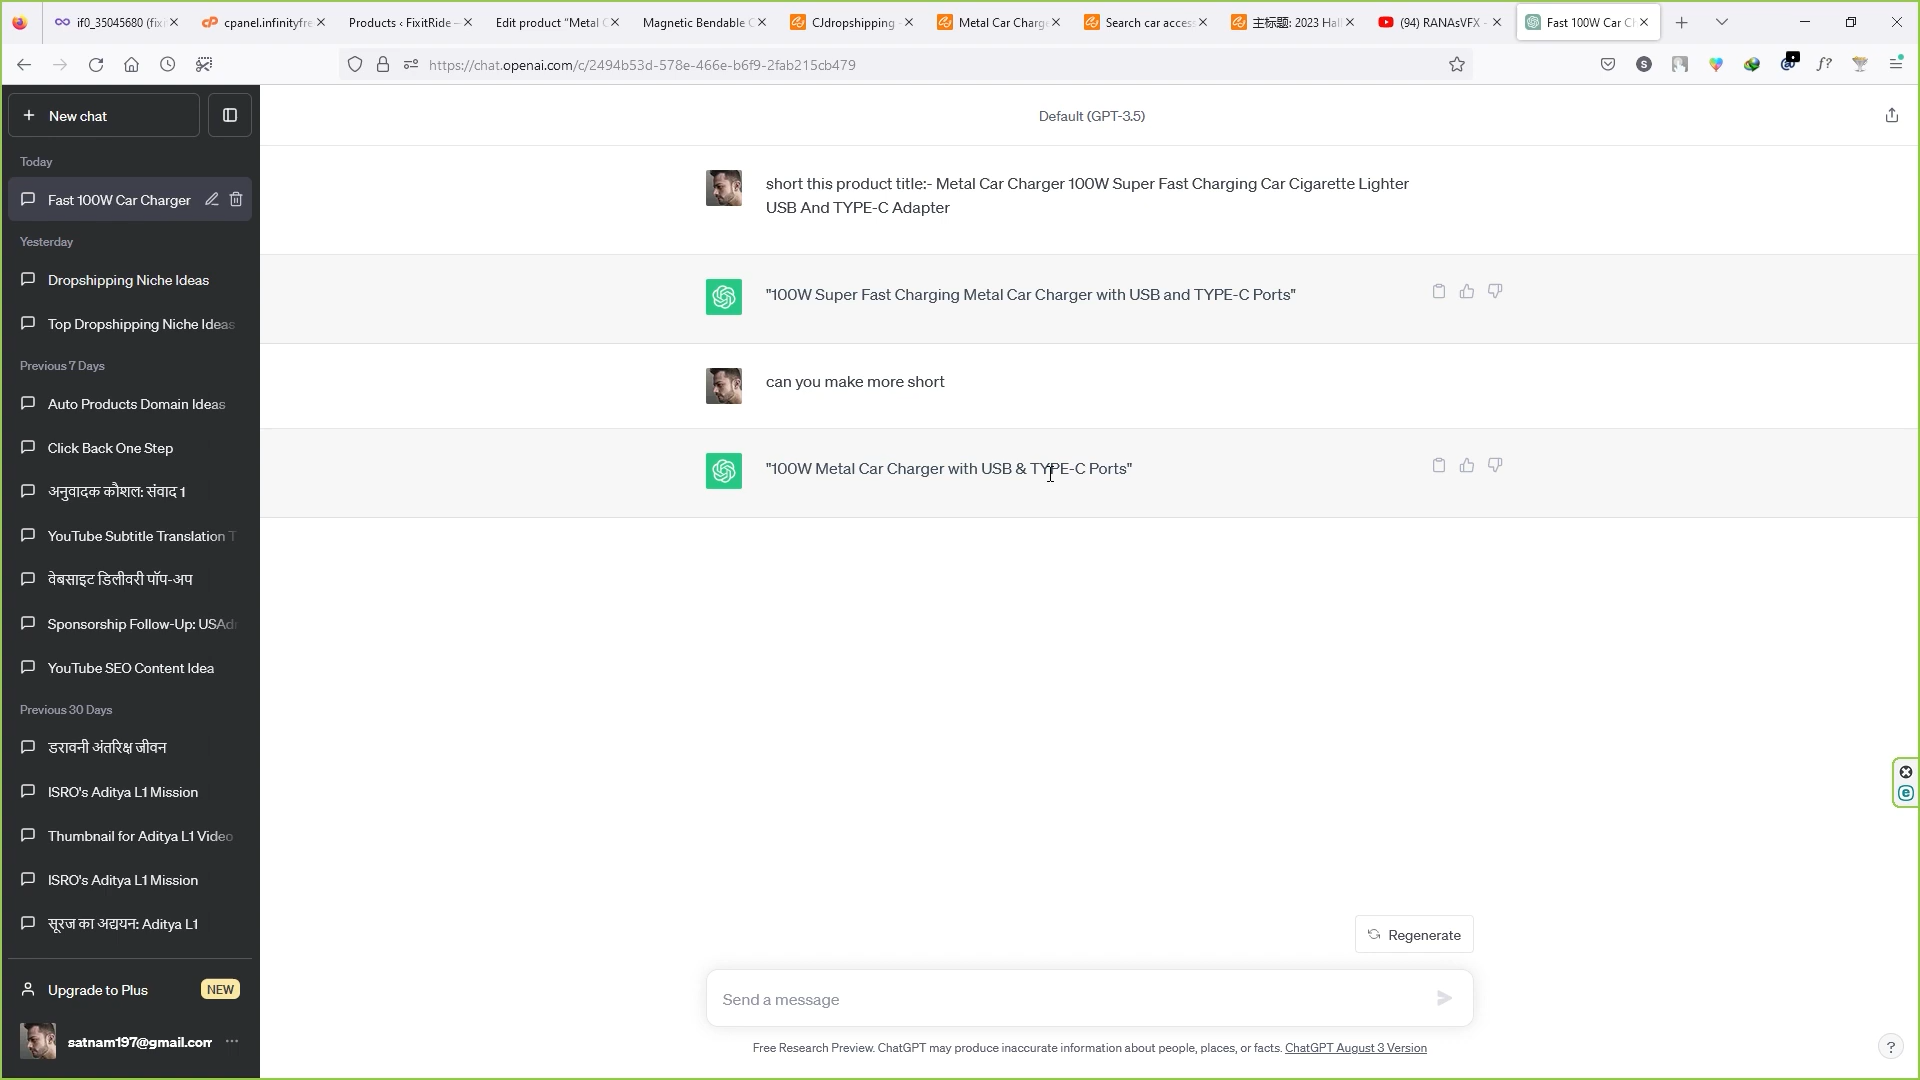 if0_35045680 (fixi
cpanel.infinityfre
Products ‹ FixitRide —
Edit product “Metal C
Magnetic Bendable C
CJdropshipping -
Metal Car Charge
Search car access
主标题: 2023 Hal
(94) RANAsVFX -
Fast 100W Car C
https://chat.openai.com/c/2494b53d-578e-466e-b6f9-2fab215cb479
S
f?
New chat
Default (GPT-3.5)
Today
Fast 100W Car Charger
Yesterday
Dropshipping Niche Ideas
Top Dropshipping Niche Ideas
Previous 7 Days
Auto Products Domain Ideas
Click Back One Step
अनुवादक कौशल: संवाद 1
YouTube Subtitle Translation T
वेबसाइट डिलीवरी पॉप-अप
Sponsorship Follow-Up: USAdr
YouTube SEO Content Idea
Previous 30 Days
डरावनी अंतरिक्ष जीवन
ISRO's Aditya L1 Mission
Thumbnail for Aditya L1 Video
ISRO's Aditya L1 Mission
सूरज का अद्ययन: Aditya L1
Upgrade to Plus
NEW
satnam197@gmail.com
short this product title:- Metal Car Charger 100W Super Fast Charging Car Cigarette Lighter
USB And TYPE-C Adapter
"100W Super Fast Charging Metal Car Charger with USB and TYPE-C Ports"
can you make more short
"100W Metal Car Charger with USB & TYPE-C Ports"
Regenerate
Send a message
Free Research Preview. ChatGPT may produce inaccurate information about people, places, or facts. ChatGPT August 3 Version
?